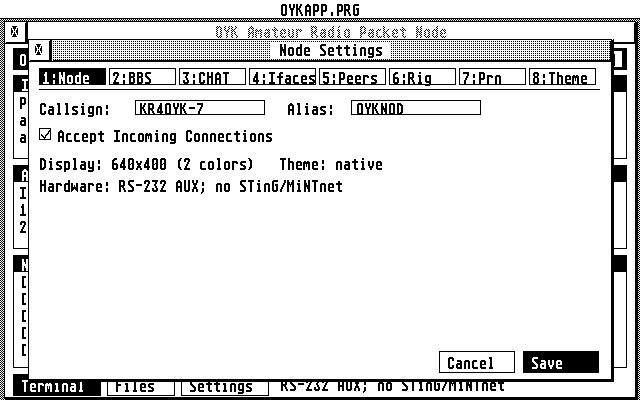 OYKAPP.PRG
OYK Amateur Radio Packet Node
Node Settings
1:Node 2:BBS 3:CHAT 4:Ifaces 5:Peers 6:Rig 7:Prn 8:Theme
Callsign: KR4OYK-7 Alias: OYKNOD
Accept Incoming Connections
Display: 640x400 (2 colors) Theme: native
Hardware: RS-232 AUX; no STinG/MiNTnet
Cancel Save
Terminal Files Settings RS-232 AUX; no STinG/MiNTnet